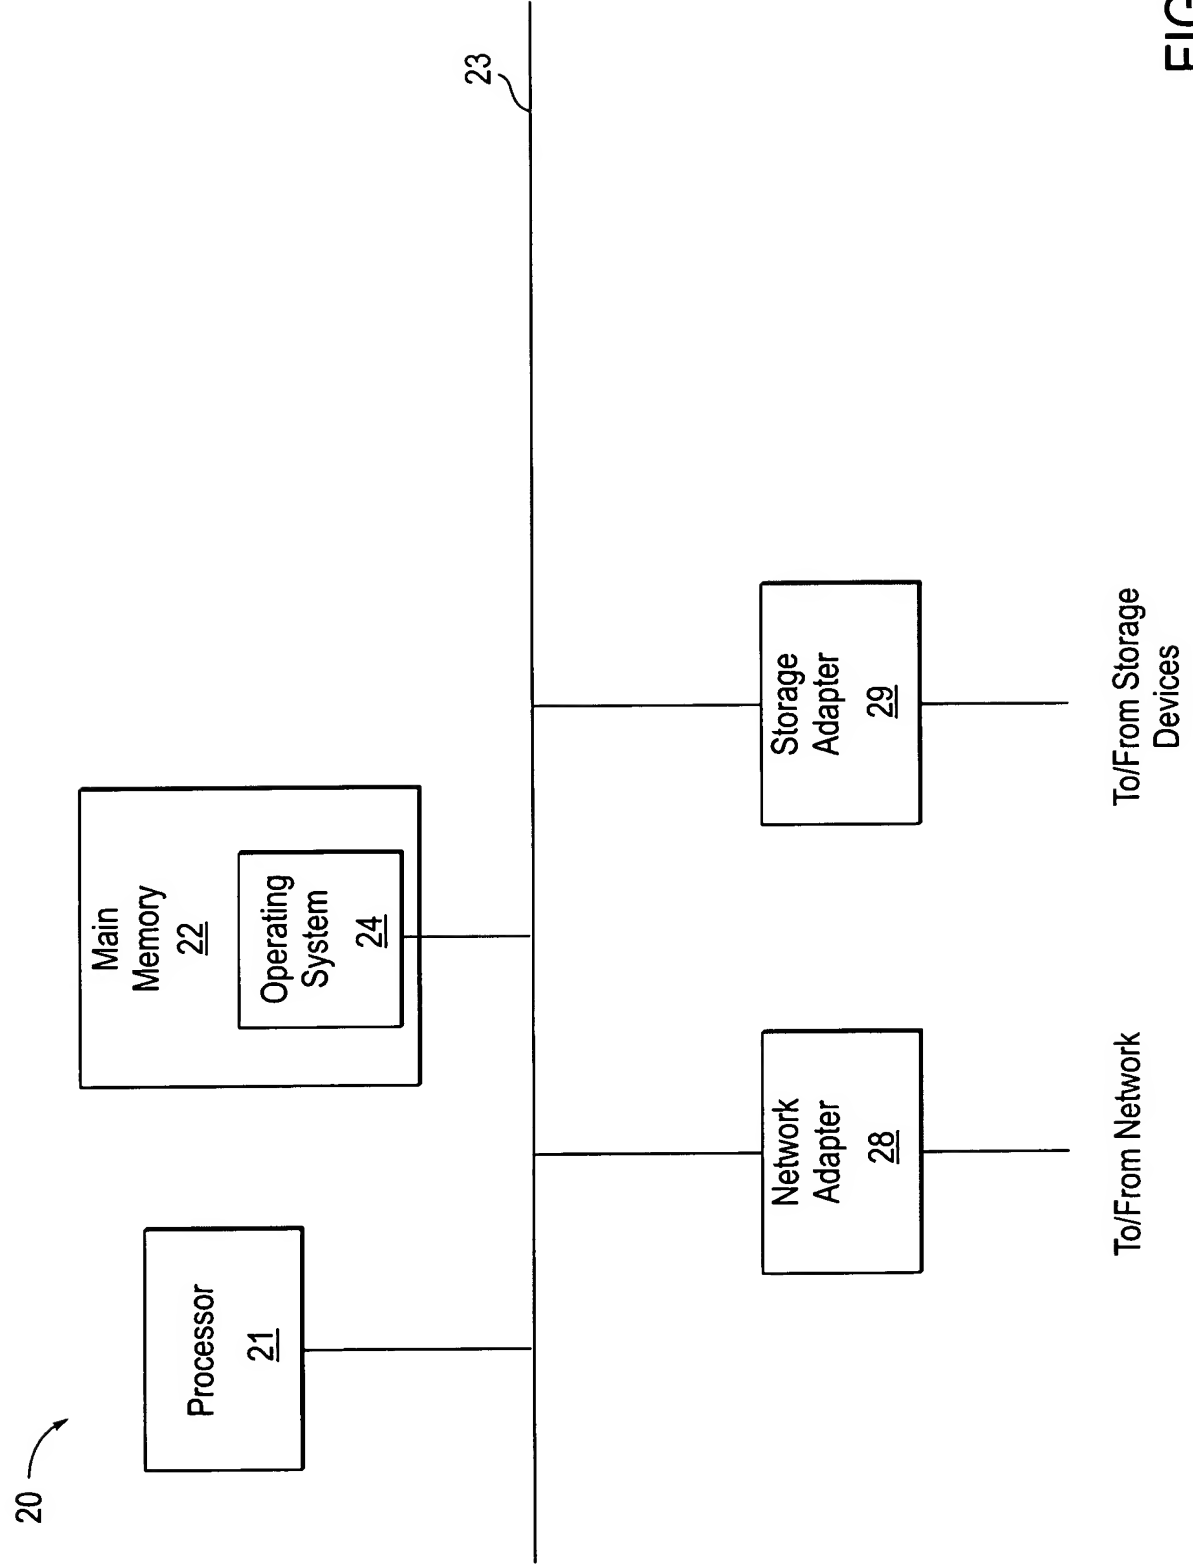 20
Processor
21
Main
Memory
22
Operating
System
24
23
Network
Adapter
28
Storage
Adapter
29
To/From Network
To/From Storage
Devices
FIG